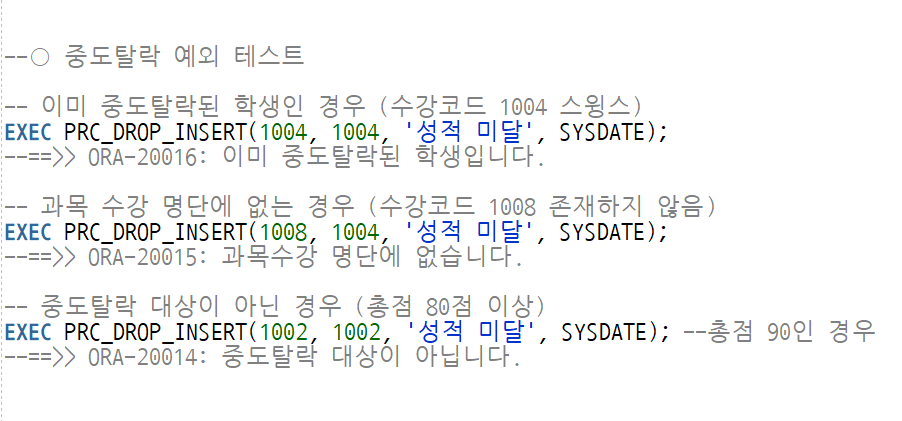 --○ 중도탈락 예외 테스트
-- 이미 중도탈락된 학생인 경우 (수강코드 1004 스윙스)
EXEC PRC_DROP_INSERT(1004, 1004, '성적 미달', SYSDATE);
--==>> ORA-20016: 이미 중도탈락된 학생입니다.
-- 과목 수강 명단에 없는 경우 (수강코드 1008 존재하지 않음)
EXEC PRC_DROP_INSERT(1008, 1004, '성적 미달', SYSDATE);
--==>> ORA-20015: 과목수강 명단에 없습니다.
-- 중도탈락 대상이 아닌 경우 (총점 80점 이상)
EXEC PRC_DROP_INSERT(1002, 1002, '성적 미달', SYSDATE); --총점 90인 경우
--==>> ORA-20014: 중도탈락 대상이 아닙니다.